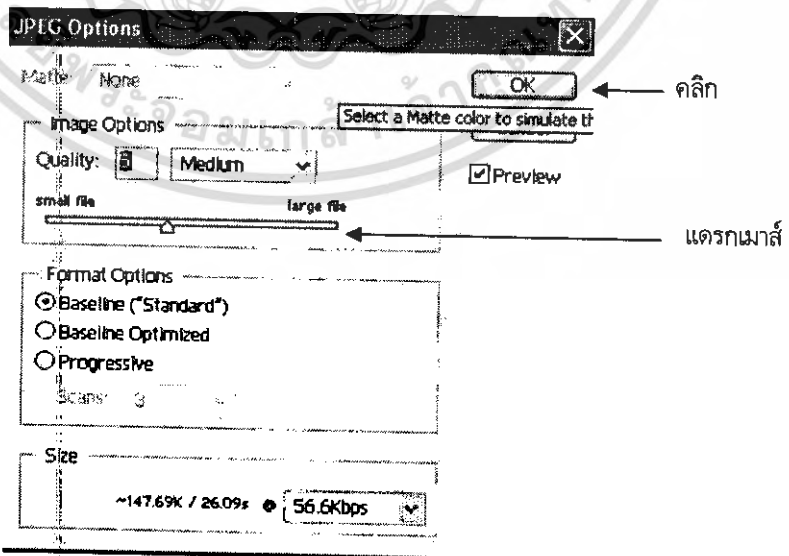 JPEG Options
Matte: None
OK
คลิก
Select a Matte color to simulate th
Image Options
Quality: Medium
Preview
small file large file
แดรกเมาส์
Format Options
Baseline ("Standard")
Baseline Optimized
Progressive
Scans: 3
Size
~147.69K / 26.09s @ 56.6Kbps